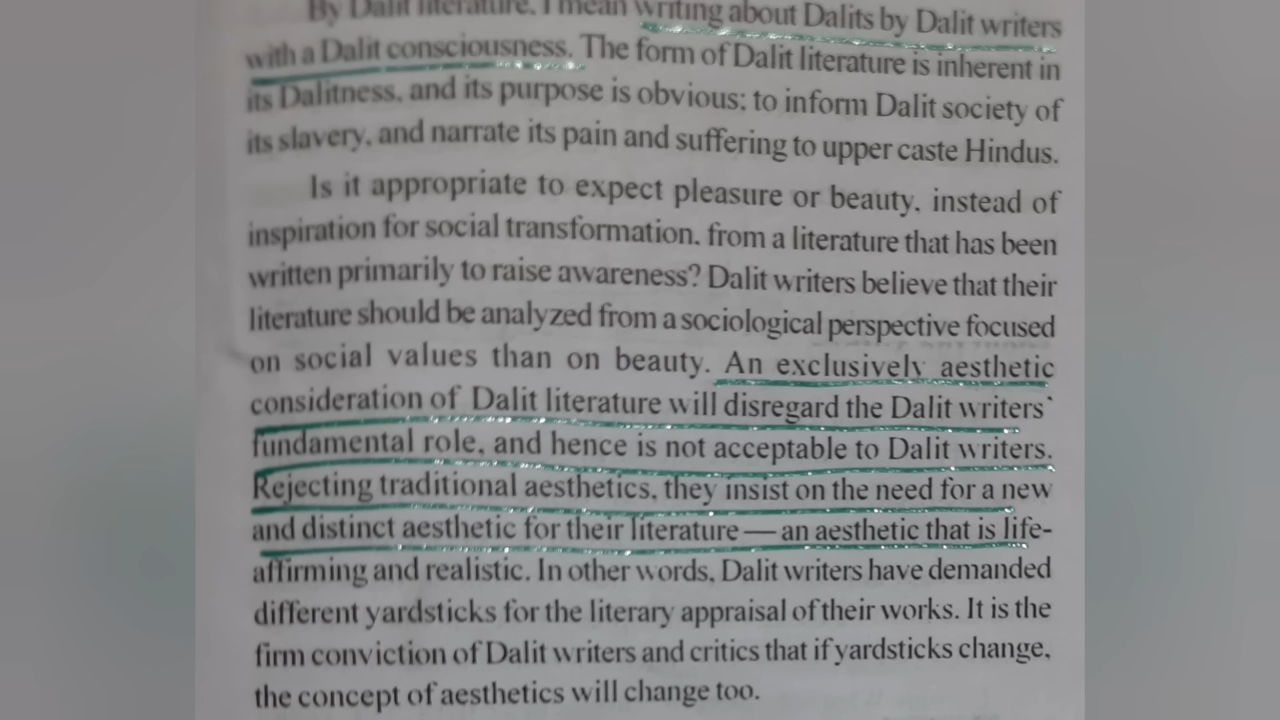 By Dalit literature, I mean writing about Dalits by Dalit writers
with a Dalit consciousness. The form of Dalit literature is inherent in
its Dalitness, and its purpose is obvious: to inform Dalit society of
its slavery, and narrate its pain and suffering to upper caste Hindus.
Is it appropriate to expect pleasure or beauty, instead of
inspiration for social transformation, from a literature that has been
written primarily to raise awareness? Dalit writers believe that their
literature should be analyzed from a sociological perspective focused
on social values than on beauty. An exclusively aesthetic
consideration of Dalit literature will disregard the Dalit writers'
fundamental role, and hence is not acceptable to Dalit writers.
Rejecting traditional aesthetics, they insist on the need for a new
and distinct aesthetic for their literature — an aesthetic that is life-
affirming and realistic. In other words, Dalit writers have demanded
different yardsticks for the literary appraisal of their works. It is the
firm conviction of Dalit writers and critics that if yardsticks change,
the concept of aesthetics will change too.